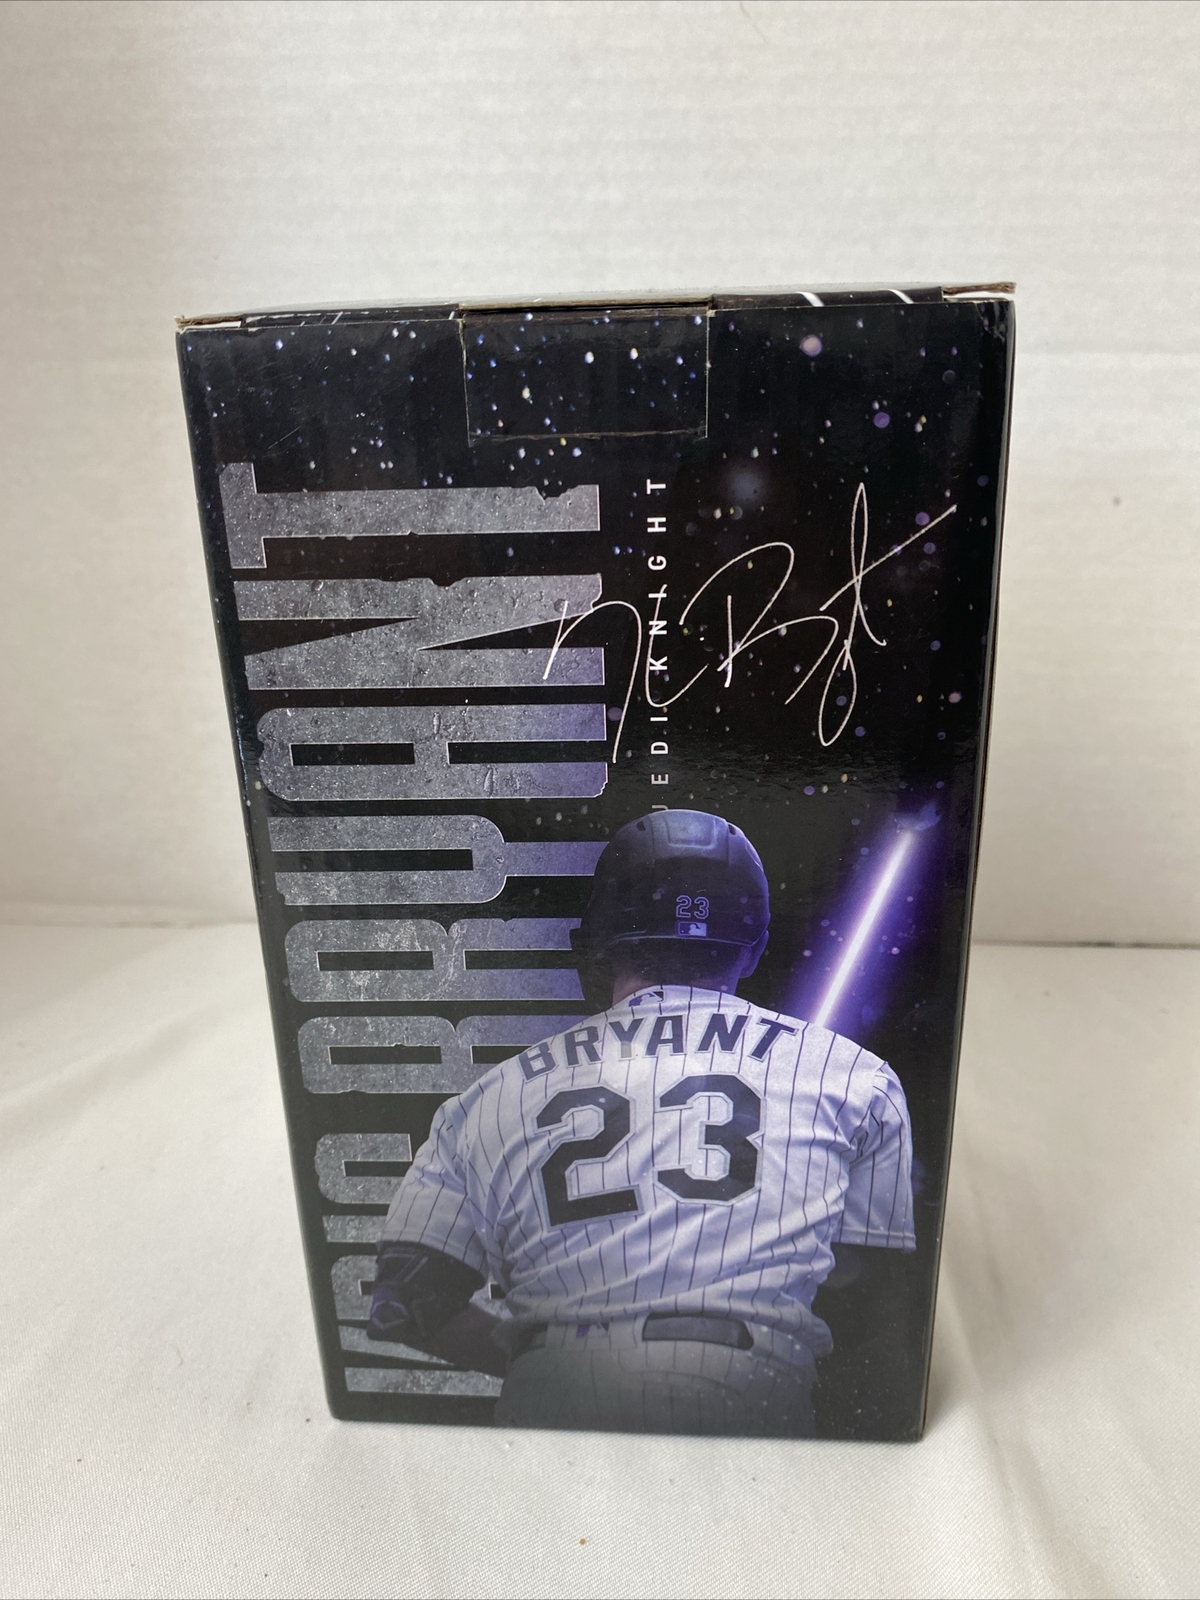 KRIS BRYANT
JEDI KNIGHT
23
BRYANT
23